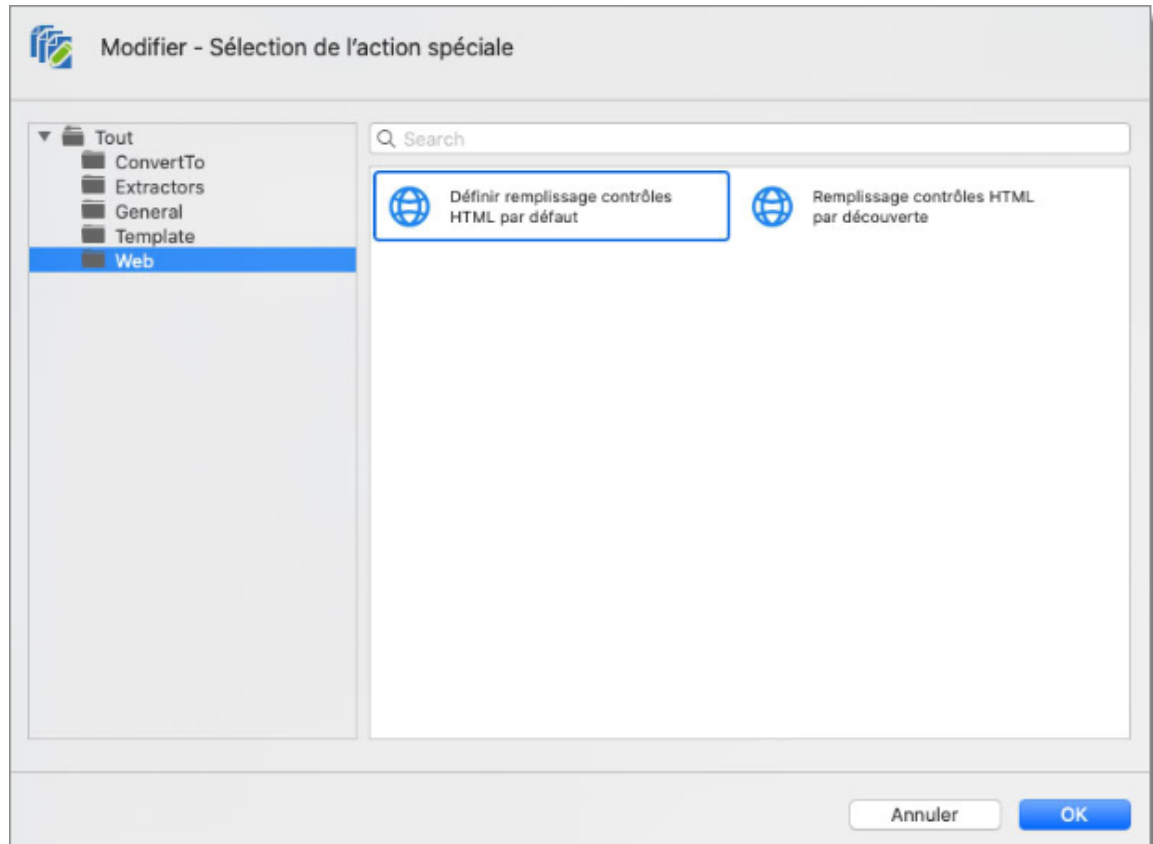 Modifier - Sélection de l'action spéciale
Tout
ConvertTo
Extractors
General
Template
Web
Search
Définir remplissage contrôles
HTML par défaut
Remplissage contrôles HTML
par découverte
Annuler
OK